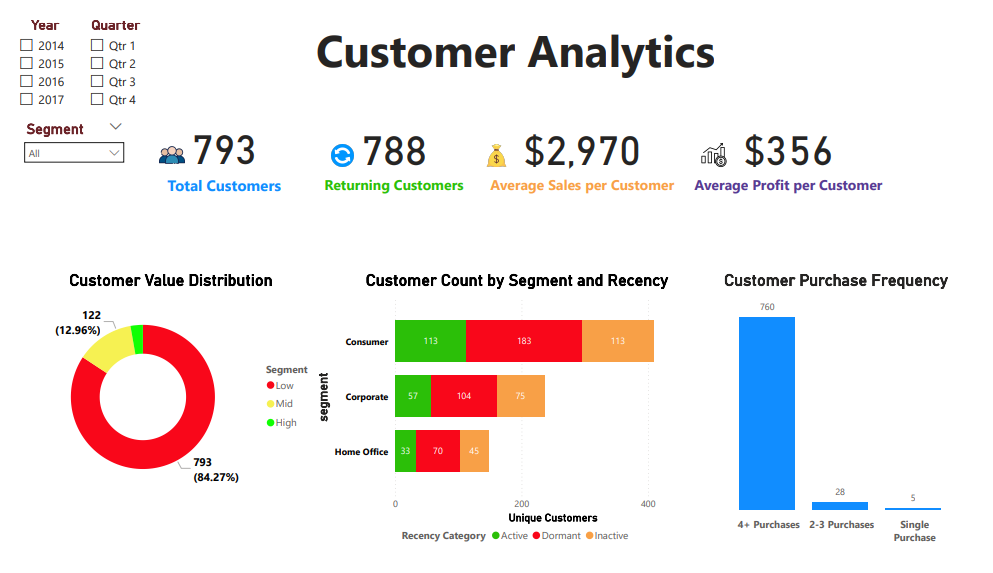 Year
Quarter
2014
2015
2016
2017
Qtr 1
Qtr 2
Qtr 3
Qtr 4
Segment
All
Customer Analytics
793
Total Customers
788
Returning Customers
$2,970
Average Sales per Customer
$356
Average Profit per Customer
Customer Value Distribution
122
(12.96%)
793
(84.27%)
Segment
Low
Mid
High
Customer Count by Segment and Recency
segment
Consumer
113
183
113
Corporate
57
104
75
Home Office
33
70
45
0
200
400
Unique Customers
Recency Category
Active
Dormant
Inactive
Customer Purchase Frequency
760
28
5
4+ Purchases
2-3 Purchases
Single
Purchase